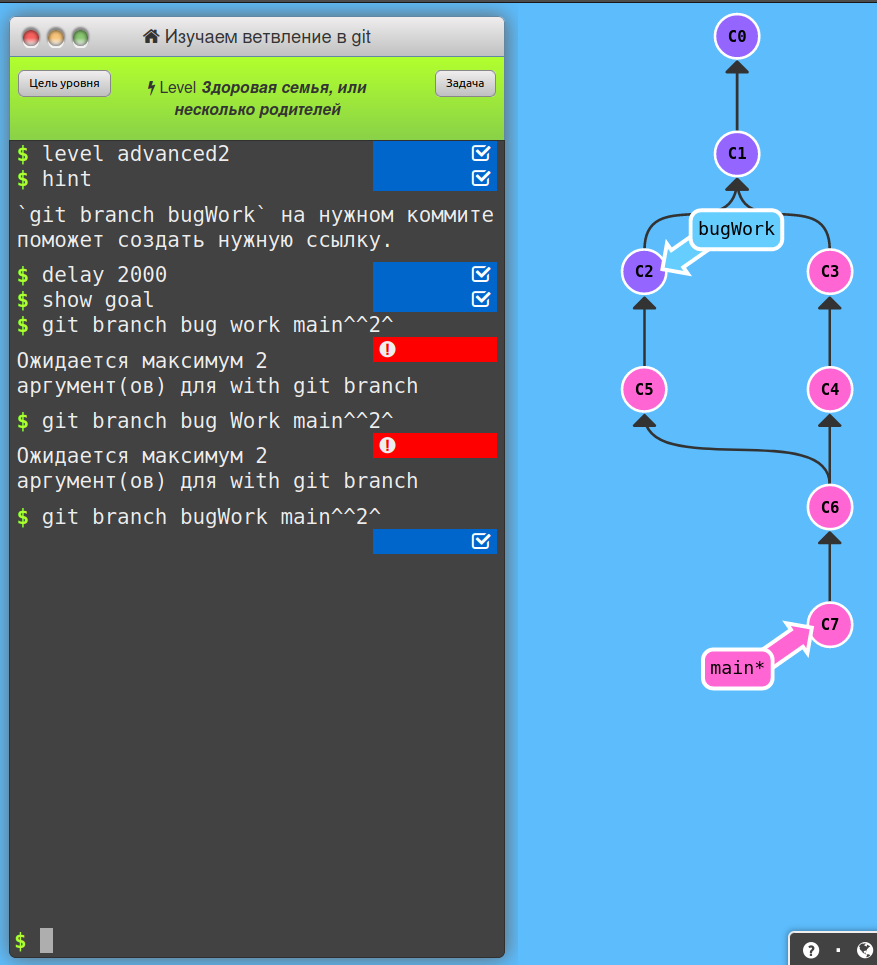 Изучаем ветвление в git
Цель уровня
Level Здоровая семья, или
несколько родителей
Задача
$ level advanced2
$ hint
`git branch bugWork` на нужном коммите
поможет создать нужную ссылку.
$ delay 2000
$ show goal
$ git branch bug work main^^2^
Ожидается максимум 2
аргумент(ов) для with git branch
$ git branch bug Work main^^2^
Ожидается максимум 2
аргумент(ов) для with git branch
$ git branch bugWork main^^2^
$
C0
C1
bugWork
C2
C3
C5
C4
C6
C7
main*